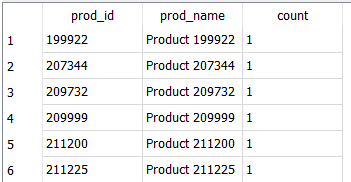 prod_id prod_name count
1 199922 Product 199922 1
2 207344 Product 207344 1
3 209732 Product 209732 1
4 209999 Product 209999 1
5 211200 Product 211200 1
6 211225 Product 211225 1